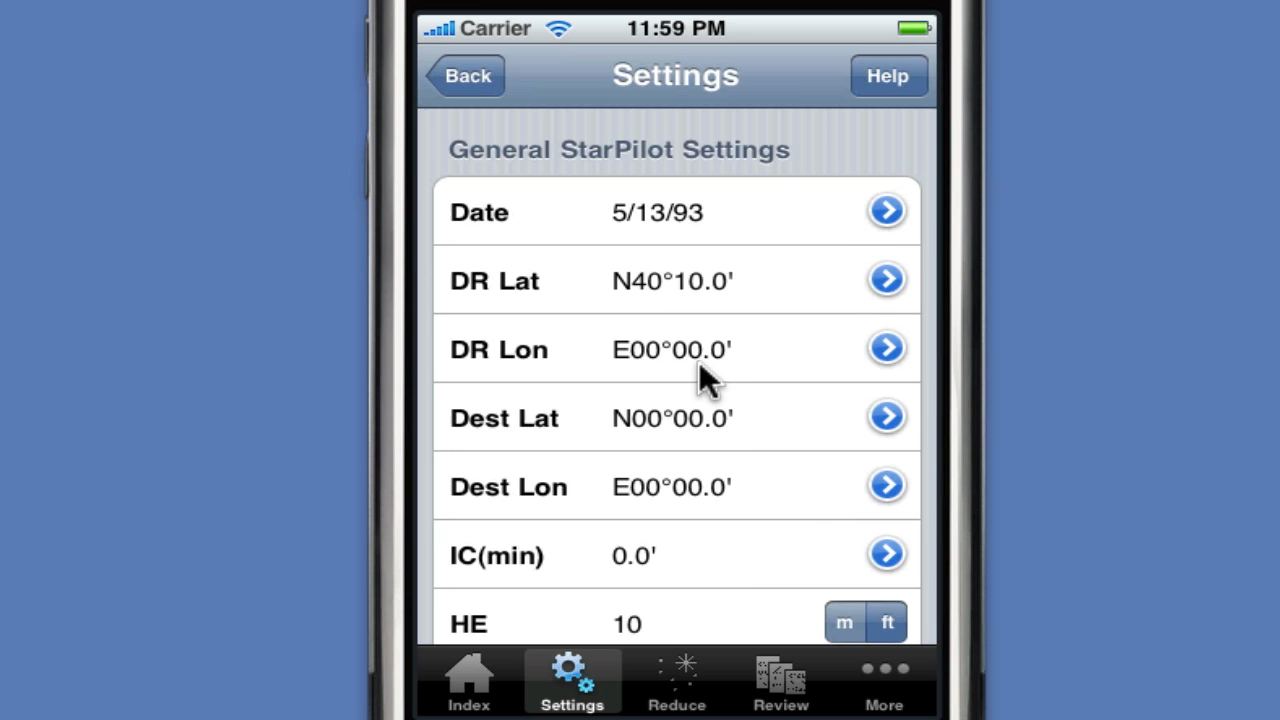 Carrier 11:59 PM
Back Settings Help
General StarPilot Settings
Date 5/13/93
DR Lat N40°10.0'
DR Lon E00°00.0'
Dest Lat N00°00.0'
Dest Lon E00°00.0'
IC(min) 0.0'
HE 10 m ft
Index Settings Reduce Review More